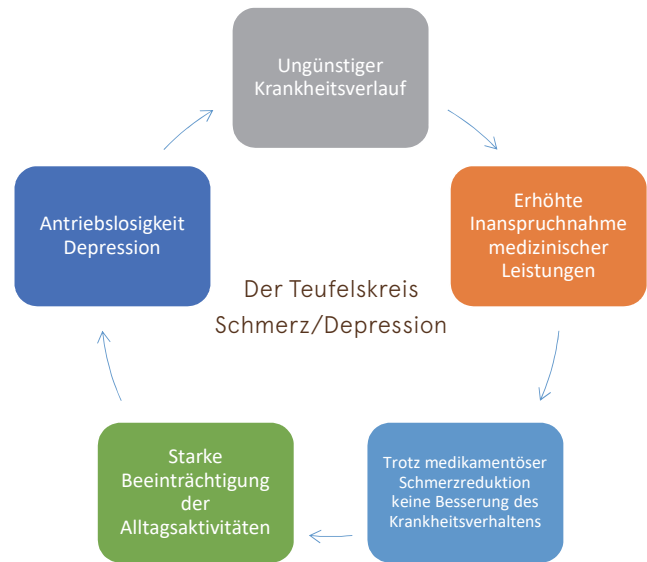 Ungünstiger
Krankheitsverlauf
Erhöhte
Inanspruchnahme
medizinischer
Leistungen
Trotz medikamentöser
Schmerzreduktion
keine Besserung des
Krankheitsverhaltens
Starke
Beeinträchtigung
der
Alltagsaktivitäten
Antriebslosigkeit
Depression
Der Teufelskreis
Schmerz/Depression